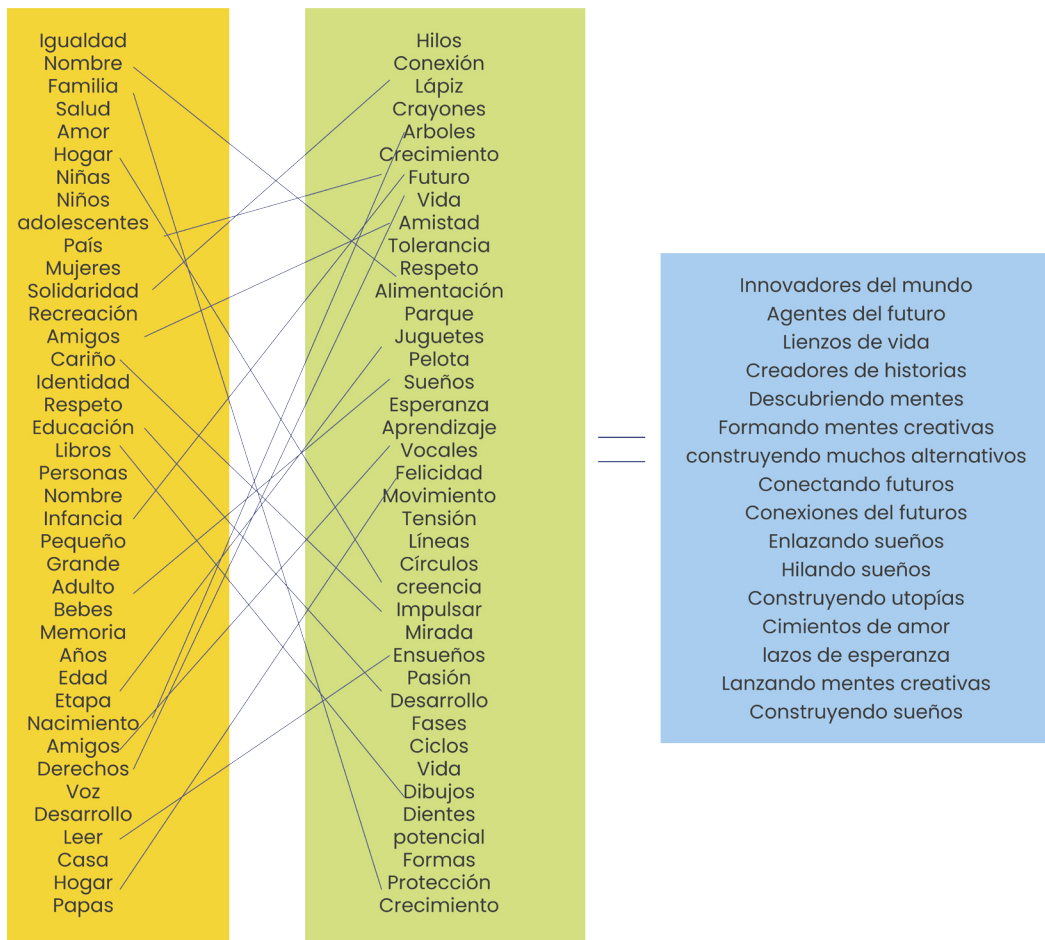 Igualdad
Nombre
Familia
Salud
Amor
Hogar
Niñas
Niños
adolescentes
País
Mujeres
Solidaridad
Recreación
Amigos
Cariño
Identidad
Respeto
Educación
Libros
Personas
Nombre
Infancia
Pequeño
Grande
Adulto
Bebes
Memoria
Años
Edad
Etapa
Nacimiento
Amigos
Derechos
Voz
Desarrollo
Leer
Casa
Hogar
Papas
Hilos
Conexión
Lápiz
Crayones
Arboles
Crecimiento
Futuro
Vida
Amistad
Tolerancia
Respeto
Alimentación
Parque
Juguetes
Pelota
Sueños
Esperanza
Aprendizaje
Vocales
Felicidad
Movimiento
Tensión
Líneas
Círculos
creencia
Impulsar
Mirada
Ensueños
Pasión
Desarrollo
Fases
Ciclos
Vida
Dibujos
Dientes
potencial
Formas
Protección
Crecimiento
Innovadores del mundo
Agentes del futuro
Lienzos de vida
Creadores de historias
Descubriendo mentes
Formando mentes creativas
construyendo muchos alternativos
Conectando futuros
Conexiones del futuros
Enlazando sueños
Hilando sueños
Construyendo utopías
Cimientos de amor
lazos de esperanza
Lanzando mentes creativas
Construyendo sueños